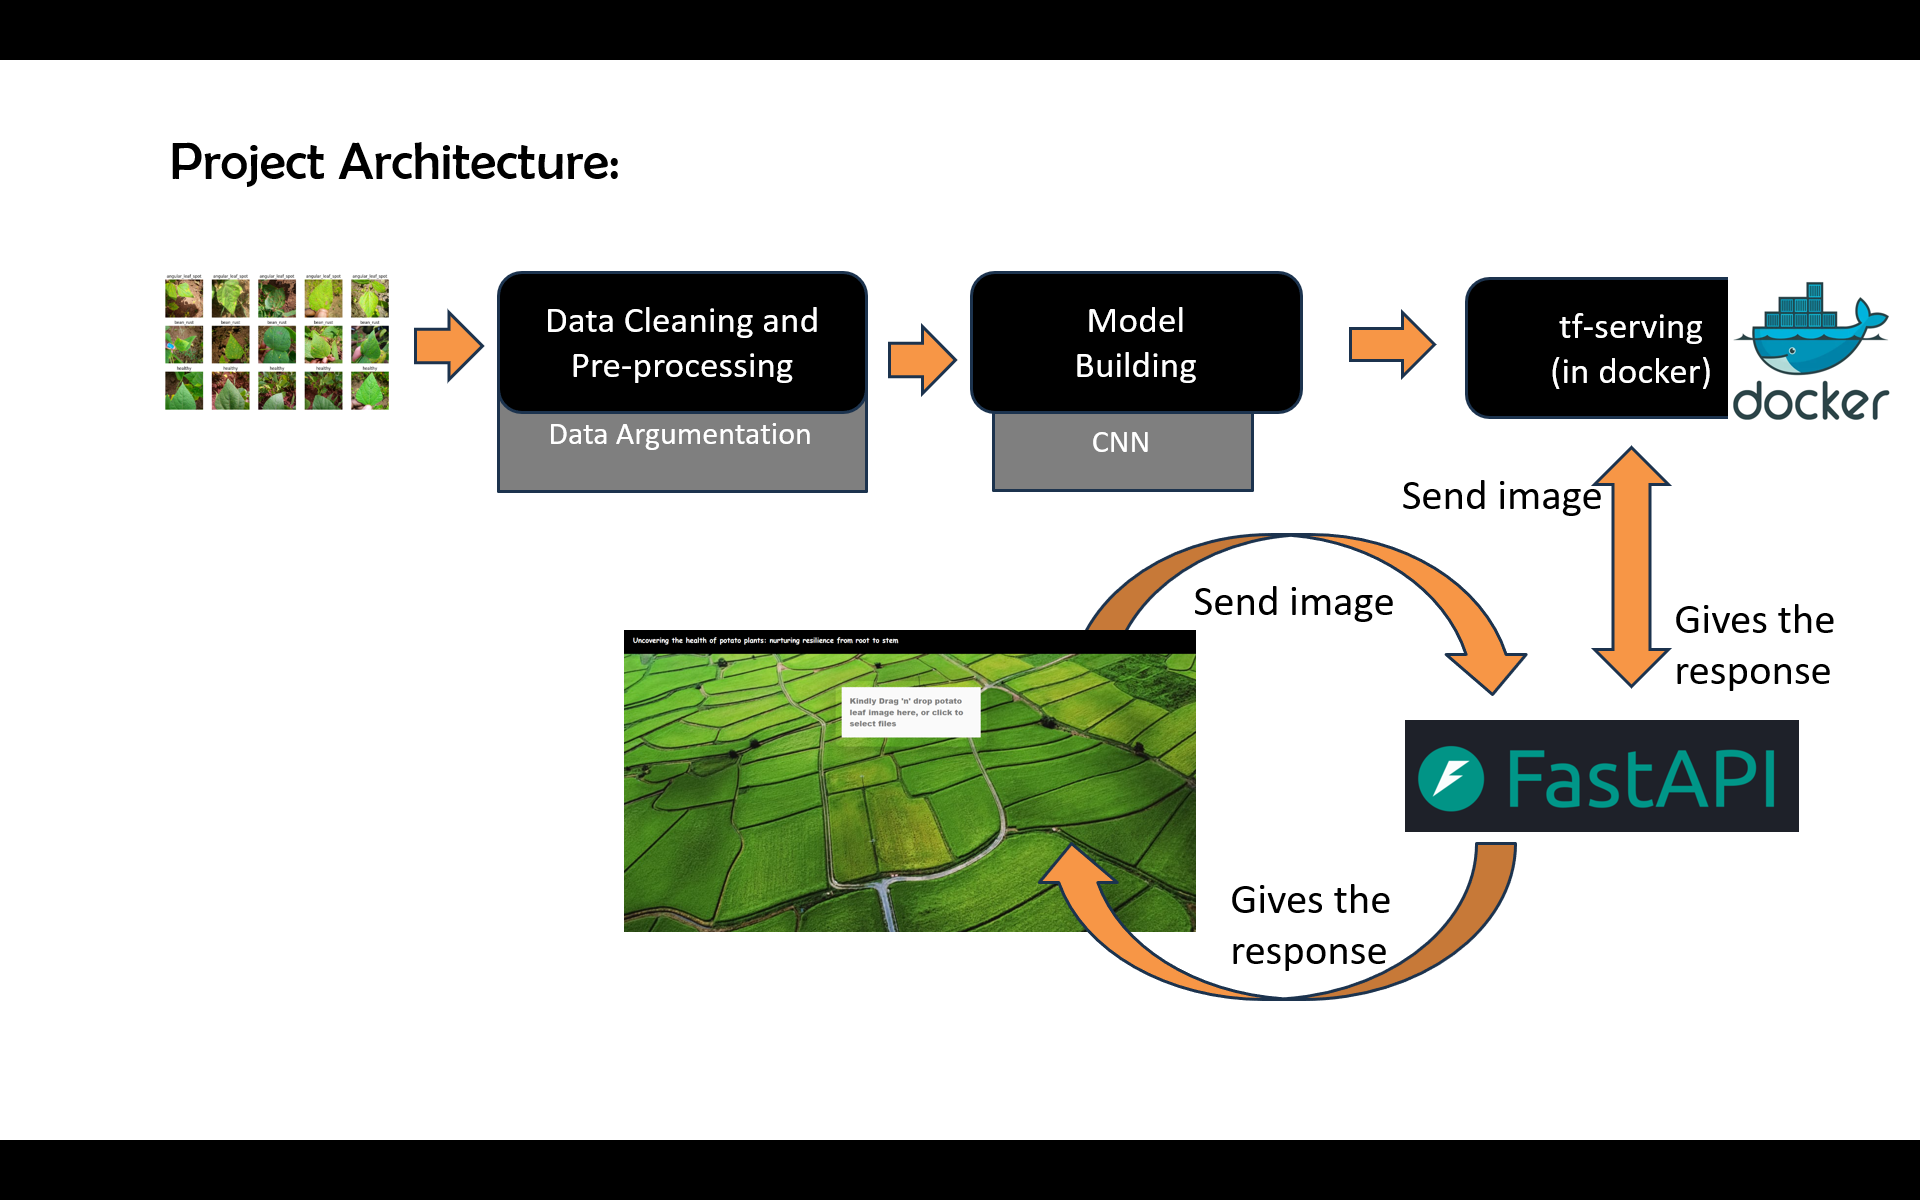 Project Architecture:
angular_leaf_spot angular_leaf_spot angular_leaf_spot angular_leaf_spot angular_leaf_spot
bean_rust bean_rust bean_rust bean_rust bean_rust
healthy healthy healthy healthy healthy
Data Cleaning and
Pre-processing
Data Argumentation
Model
Building
CNN
tf-serving
(in docker)
docker
Send image
Send image
Gives the
response
Uncovering the health of potato plants: nurturing resilience from root to stem
Kindly Drag 'n' drop potato
leaf image here, or click to
select files
FastAPI
Gives the
response